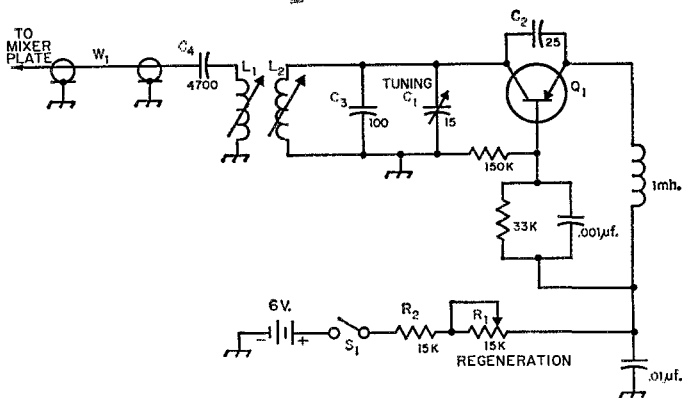 TO
MIXER
PLATE
W1
C4
4700
L1
L2
C3
100
TUNING
C1
15
C2
25
Q1
150K
33K
.001µf.
1mh.
6V.
- +
S1
R2
15K
R1
15K
REGENERATION
.01µf.